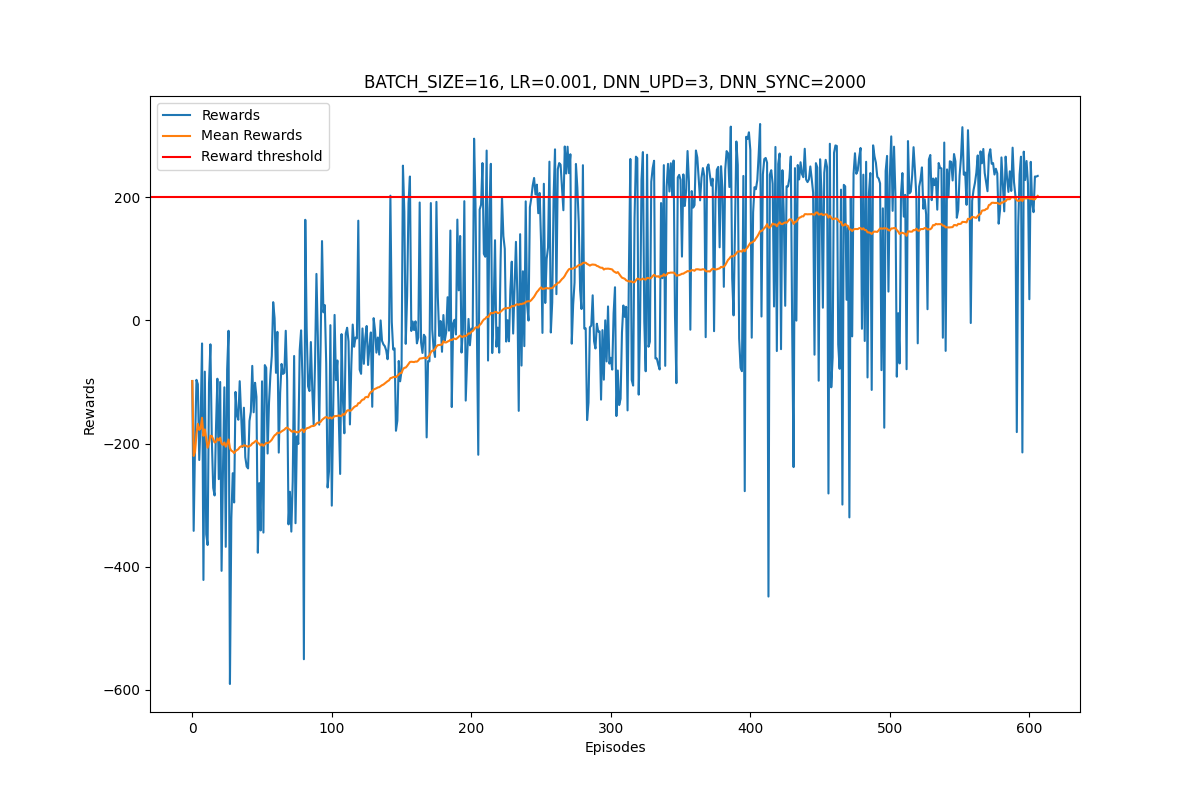 BATCH_SIZE=16, LR=0.001, DNN_UPD=3, DNN_SYNC=2000
Rewards
Mean Rewards
Reward threshold
200
0
−200
−400
−600
Rewards
0 100 200 300 400 500 600
Episodes